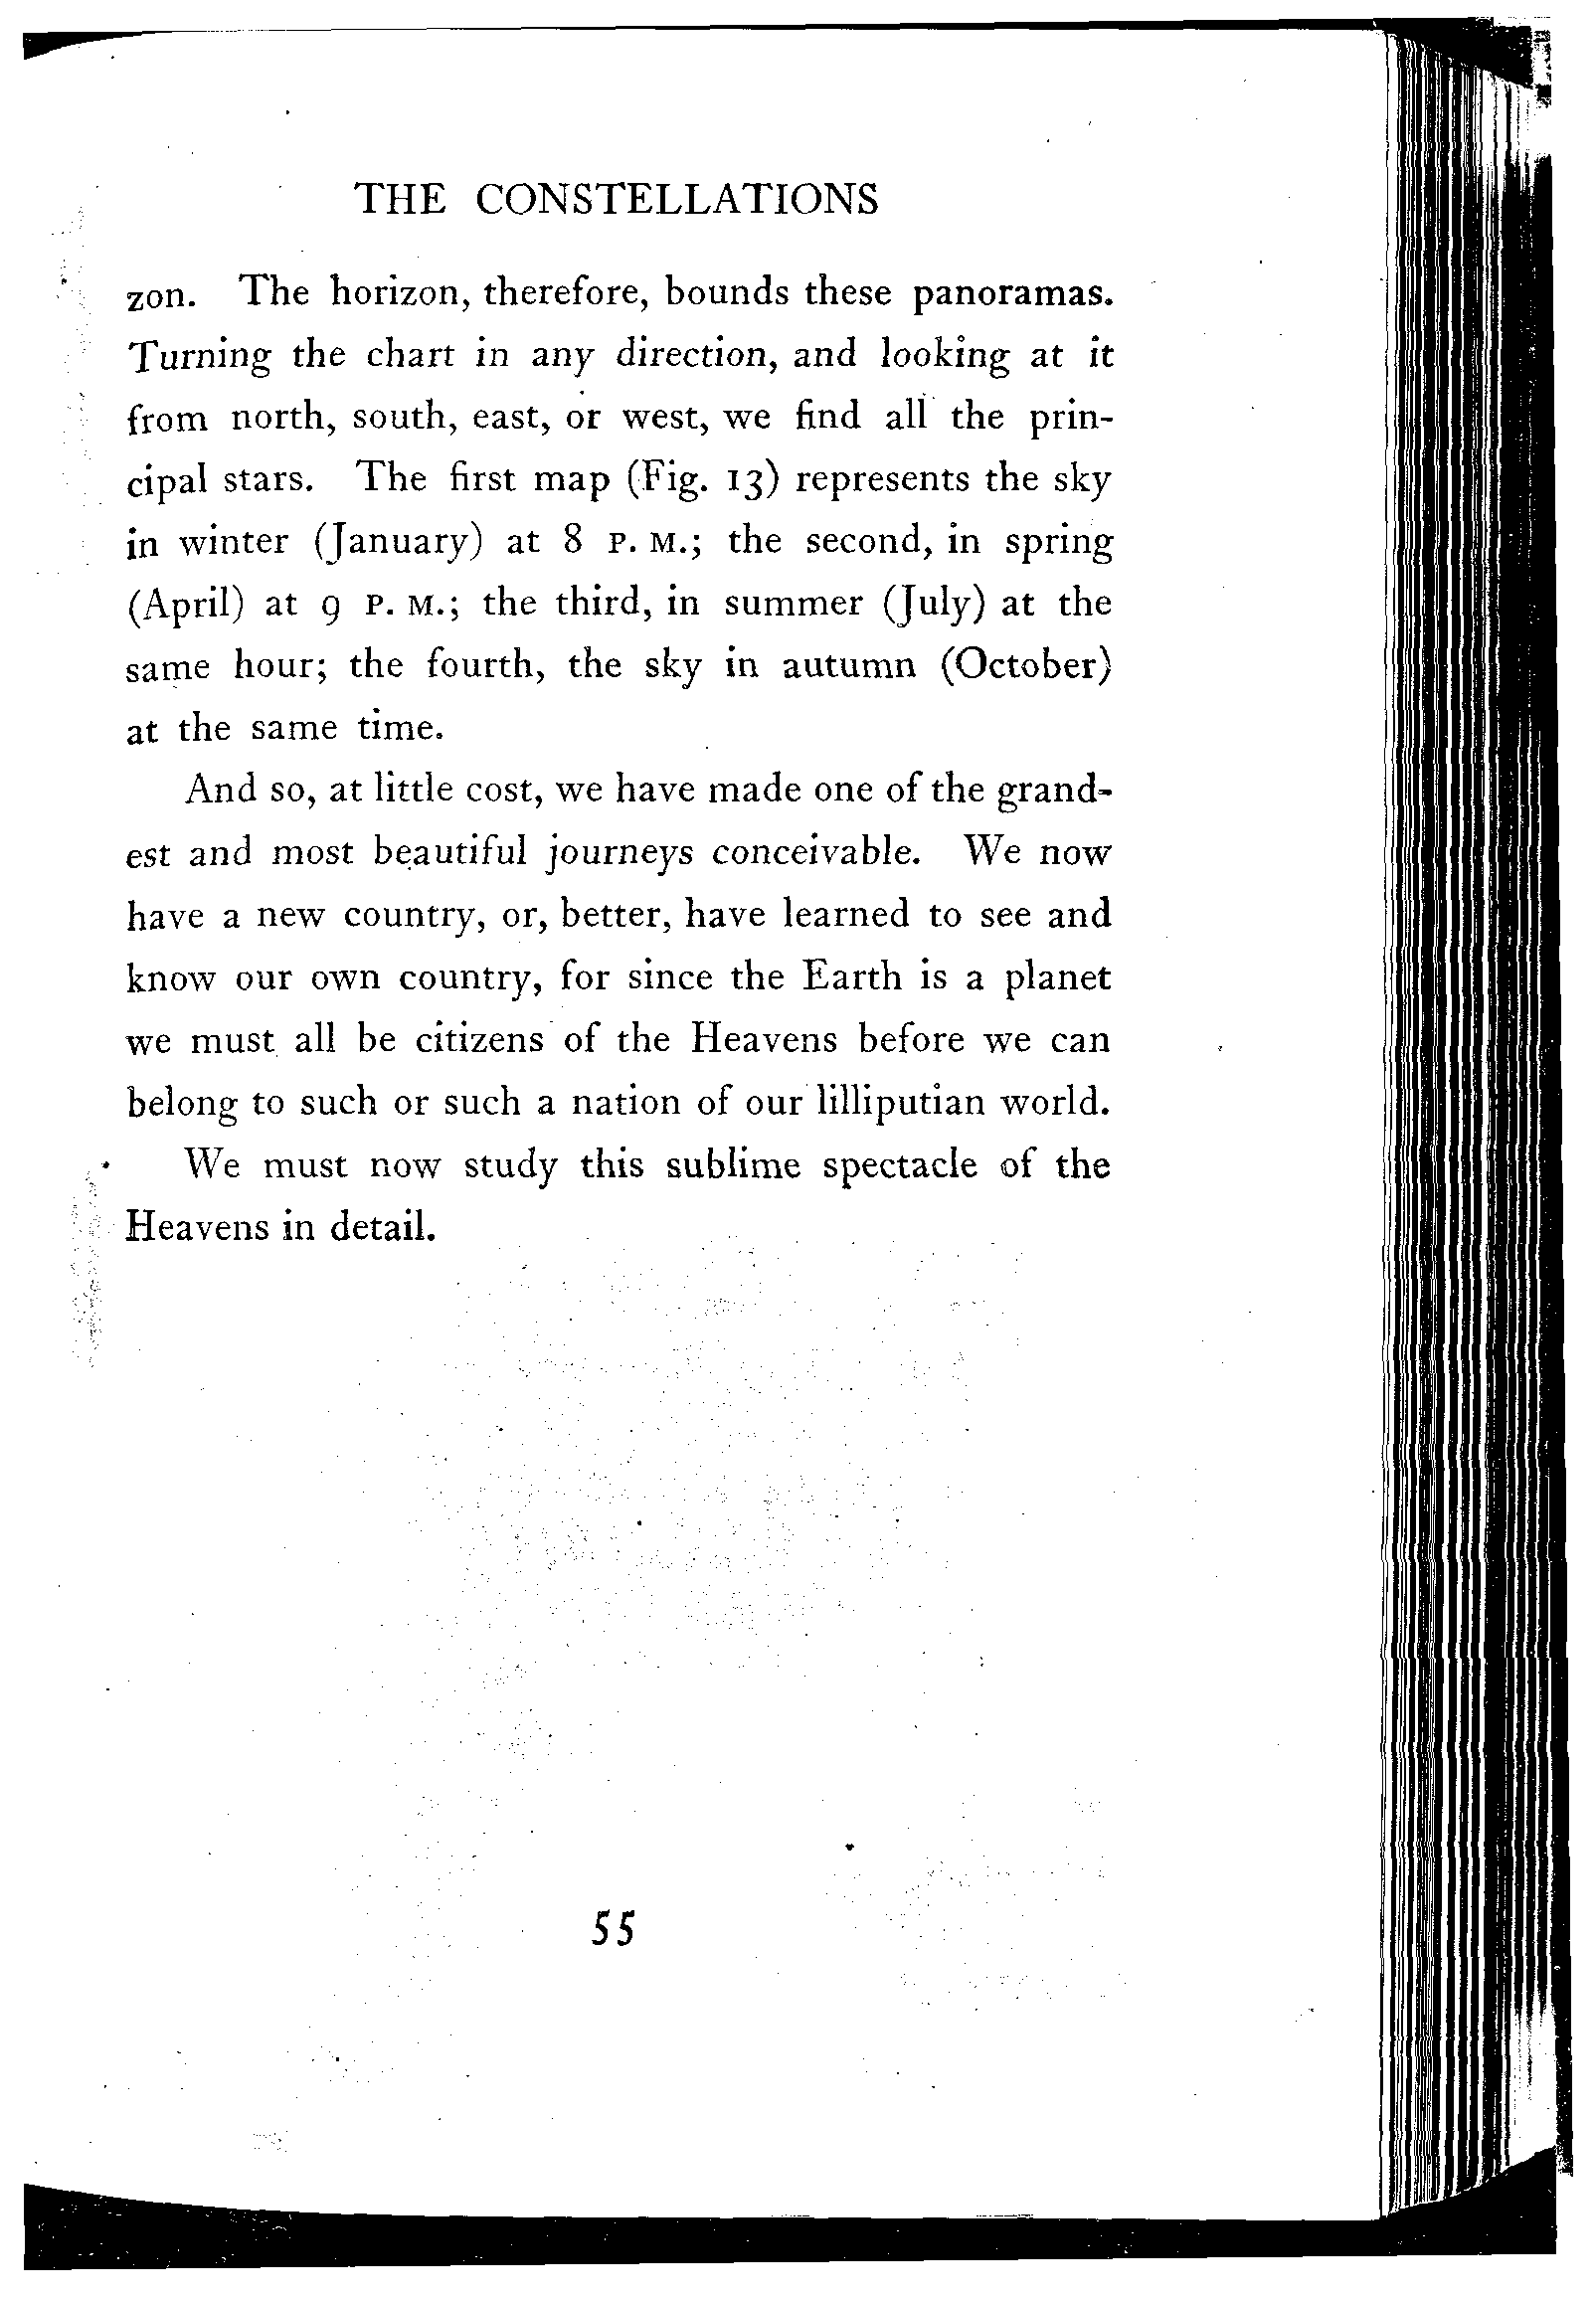 THE CONSTELLATIONS
zon. The horizon, therefore, bounds these panoramas.
Turning the chart in any direction, and looking at it
from north, south, east, or west, we find all the prin-
cipal stars. The first map (Fig. 13) represents the sky
in winter (January) at 8 P. M.; the second, in spring
(April) at 9 P. M.; the third, in summer (July) at the
same hour; the fourth, the sky in autumn (October)
at the same time.
And so, at little cost, we have made one of the grand-
est and most beautiful journeys conceivable. We now
have a new country, or, better, have learned to see and
know our own country, for since the Earth is a planet
we must all be citizens of the Heavens before we can
belong to such or such a nation of our lilliputian world.
We must now study this sublime spectacle of the
Heavens in detail.
55